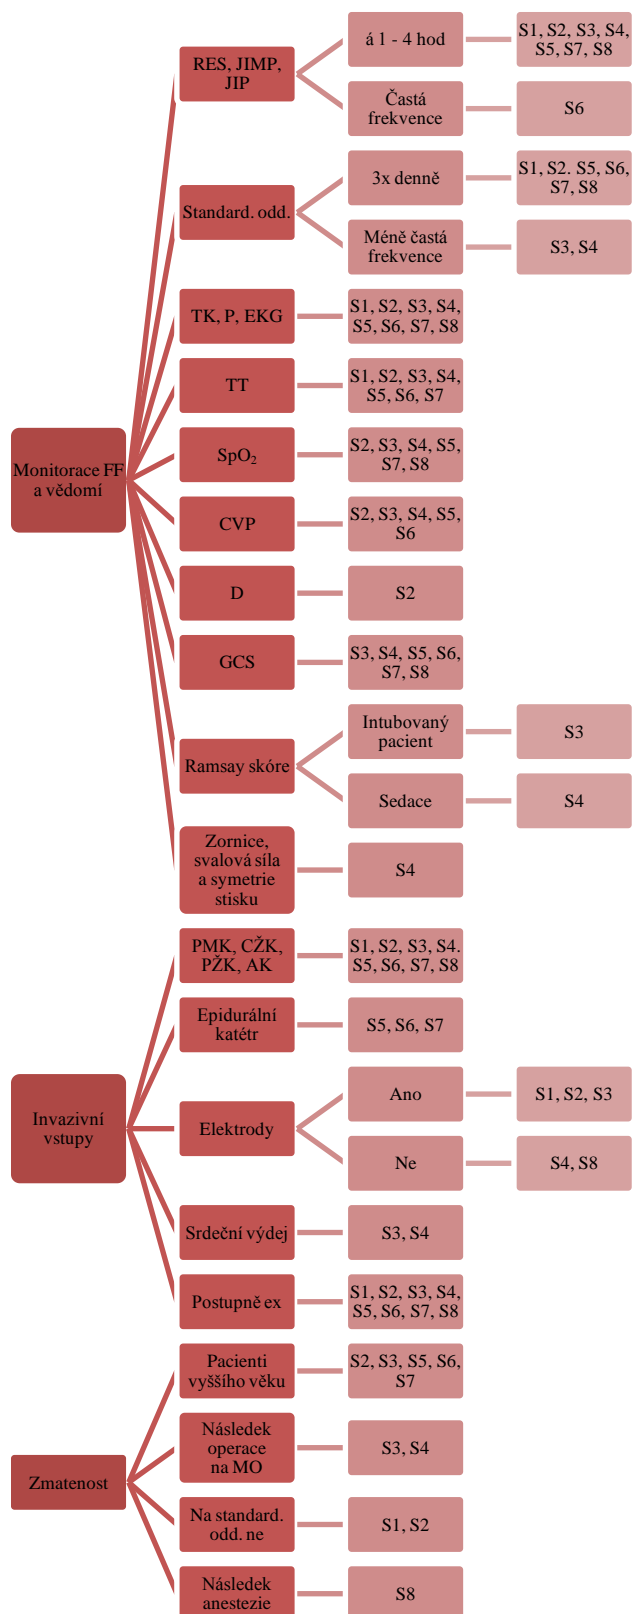 RES, JIMP,
JIP
á 1 - 4 hod
S1, S2, S3, S4,
S5, S7, S8
Častá
frekvence
S6
Standard. odd.
3x denně
S1, S2. S5, S6,
S7, S8
Méně častá
frekvence
S3, S4
TK, P, EKG
S1, S2, S3, S4,
S5, S6, S7, S8
TT
S1, S2, S3, S4,
S5, S6, S7
Monitorace FF
a vědomí
SpO₂
S2, S3, S4, S5,
S7, S8
CVP
S2, S3, S4, S5,
S6
D
S2
GCS
S3, S4, S5, S6,
S7, S8
Ramsay skóre
Intubovaný
pacient
S3
Sedace
S4
Zornice,
svalová síla
a symetrie
stisku
S4
PMK, CŽK,
PŽK, AK
S1, S2, S3, S4.
S5, S6, S7, S8
Epidurální
katétr
S5, S6, S7
Invazivní
vstupy
Elektrody
Ano
S1, S2, S3
Ne
S4, S8
Srdeční výdej
S3, S4
Postupně ex
S1, S2, S3, S4,
S5, S6, S7, S8
Pacienti
vyššího věku
S2, S3, S5, S6,
S7
Zmatenost
Následek
operace
na MO
S3, S4
Na standard.
odd. ne
S1, S2
Následek
anestezie
S8